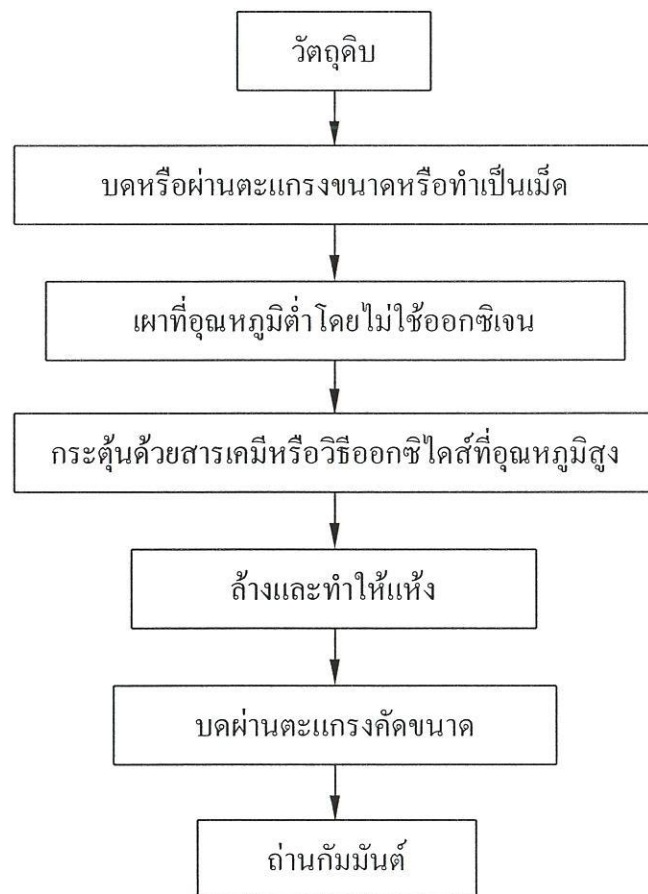 วัตถุดิบ
บดหรือผ่านตะแกรงขนาดหรือทำเป็นเม็ด
เผาที่อุณหภูมิต่ำโดยไม่ใช้ออกซิเจน
กระตุ้นด้วยสารเคมีหรือวิธีออกซิไดส์ที่อุณหภูมิสูง
ล้างและทำให้แห้ง
บดผ่านตะแกรงคัดขนาด
ถ่านกัมมันต์